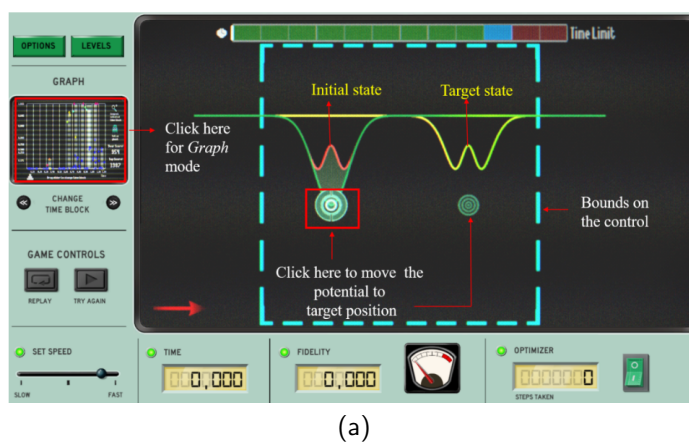 Time Limit
OPTIONS
LEVELS
GRAPH
Initial state
Target state
Click here
for Graph
mode
CHANGE
TIME BLOCK
Bounds on
the control
GAME CONTROLS
Click here to move the
potential to
target position
REPLAY
TRY AGAIN
SET SPEED
SLOW
FAST
TIME
0,000
FIDELITY
0,000
OPTIMIZER
0
STEPS TAKEN
(a)